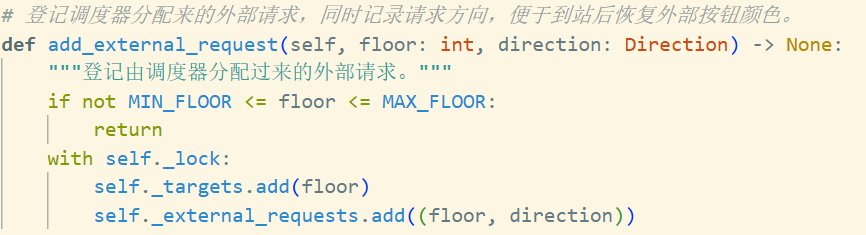 # 登记调度器分配来的外部请求，同时记录请求方向，便于到站后恢复外部按钮颜色。
def add_external_request(self, floor: int, direction: Direction) -> None:
    """登记由调度器分配过来的外部请求。"""
    if not MIN_FLOOR <= floor <= MAX_FLOOR:
        return
    with self._lock:
        self._targets.add(floor)
        self._external_requests.add((floor, direction))